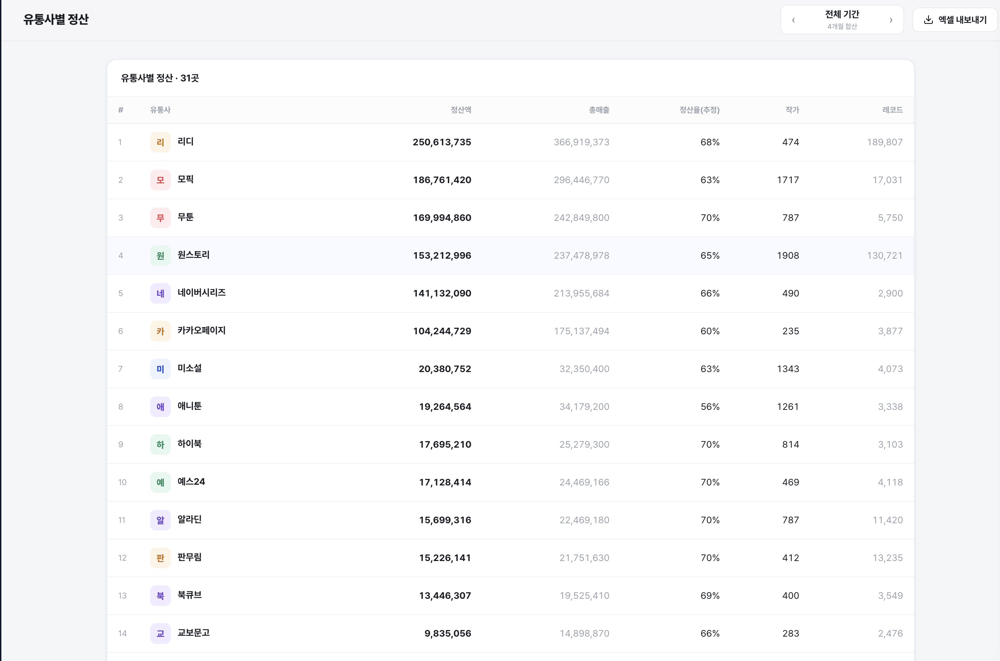 유통사별 정산
‹ 전체 기간 ›
4개월 합산
엑셀 내보내기
유통사별 정산 · 31곳
# 유통사 정산액 총매출 정산율(추정) 작가 레코드
1 리 리디 250,613,735 366,919,373 68% 474 189,807
2 모 모픽 186,761,420 296,446,770 63% 1717 17,031
3 무 무툰 169,994,860 242,849,800 70% 787 5,750
4 원 원스토리 153,212,996 237,478,978 65% 1908 130,721
5 네 네이버시리즈 141,132,090 213,955,684 66% 490 2,900
6 카 카카오페이지 104,244,729 175,137,494 60% 235 3,877
7 미 미소설 20,380,752 32,350,400 63% 1343 4,073
8 애 애니툰 19,264,564 34,179,200 56% 1261 3,338
9 하 하이북 17,695,210 25,279,300 70% 814 3,103
10 예 예스24 17,128,414 24,469,166 70% 469 4,118
11 알 알라딘 15,699,316 22,469,180 70% 787 11,420
12 판 판무림 15,226,141 21,751,630 70% 412 13,235
13 북 북큐브 13,446,307 19,525,410 69% 400 3,549
14 교 교보문고 9,835,056 14,898,870 66% 283 2,476